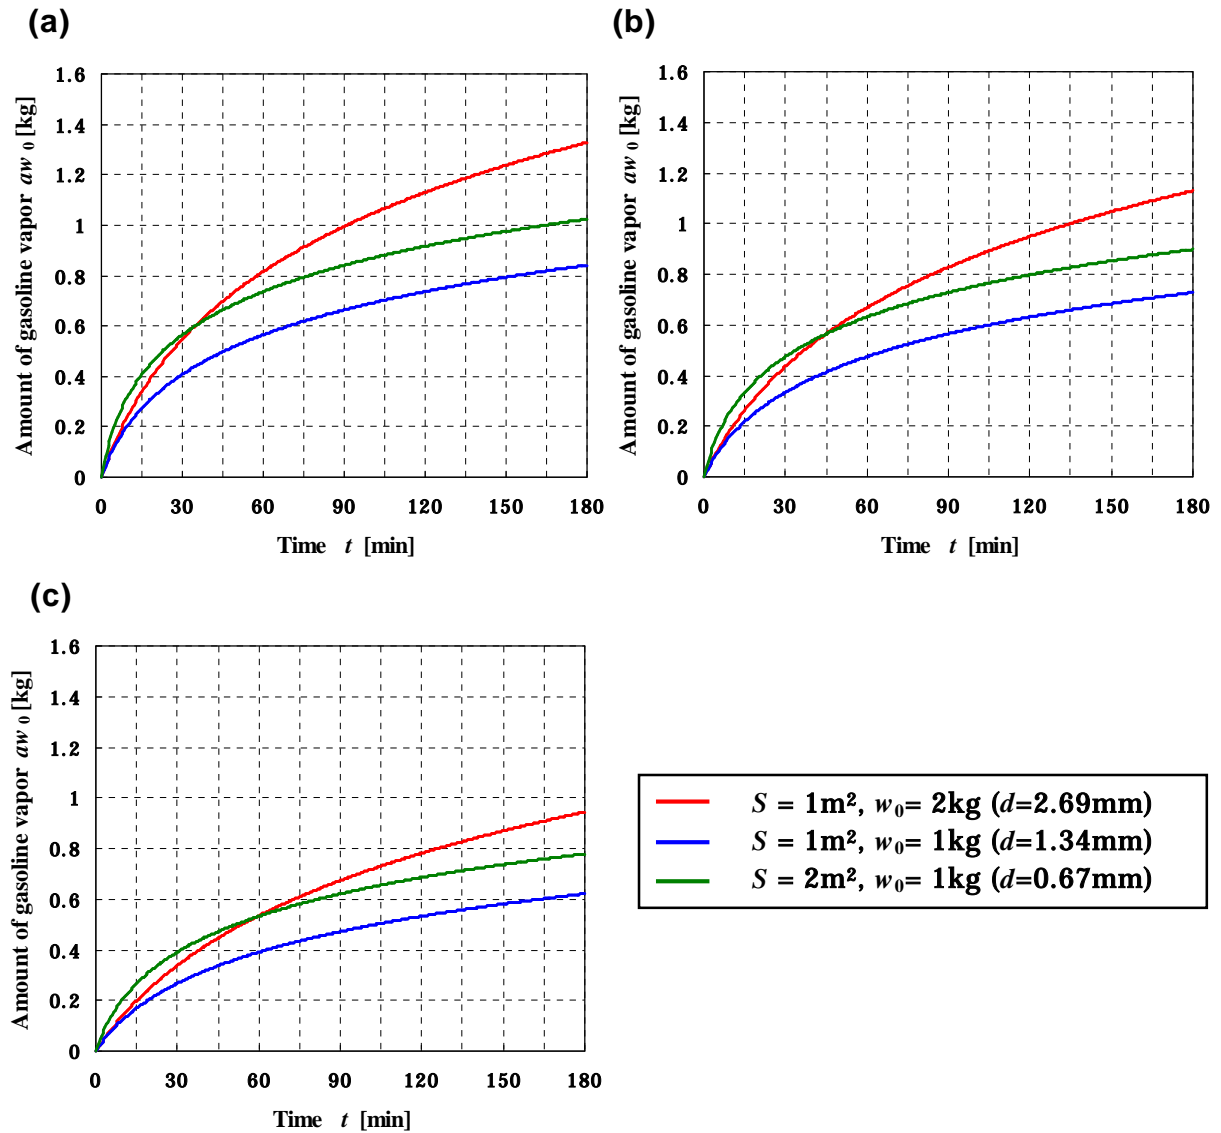 (a)
Amount of gasoline vapor aw 0 [kg]
1.6
1.4
1.2
1
0.8
0.6
0.4
0.2
0
0 30 60 90 120 150 180
Time t [min]
(b)
Amount of gasoline vapor aw 0 [kg]
1.6
1.4
1.2
1
0.8
0.6
0.4
0.2
0
0 30 60 90 120 150 180
Time t [min]
(c)
Amount of gasoline vapor aw 0 [kg]
1.6
1.4
1.2
1
0.8
0.6
0.4
0.2
0
0 30 60 90 120 150 180
Time t [min]
S = 1m², w₀= 2kg (d=2.69mm)
S = 1m², w₀= 1kg (d=1.34mm)
S = 2m², w₀= 1kg (d=0.67mm)